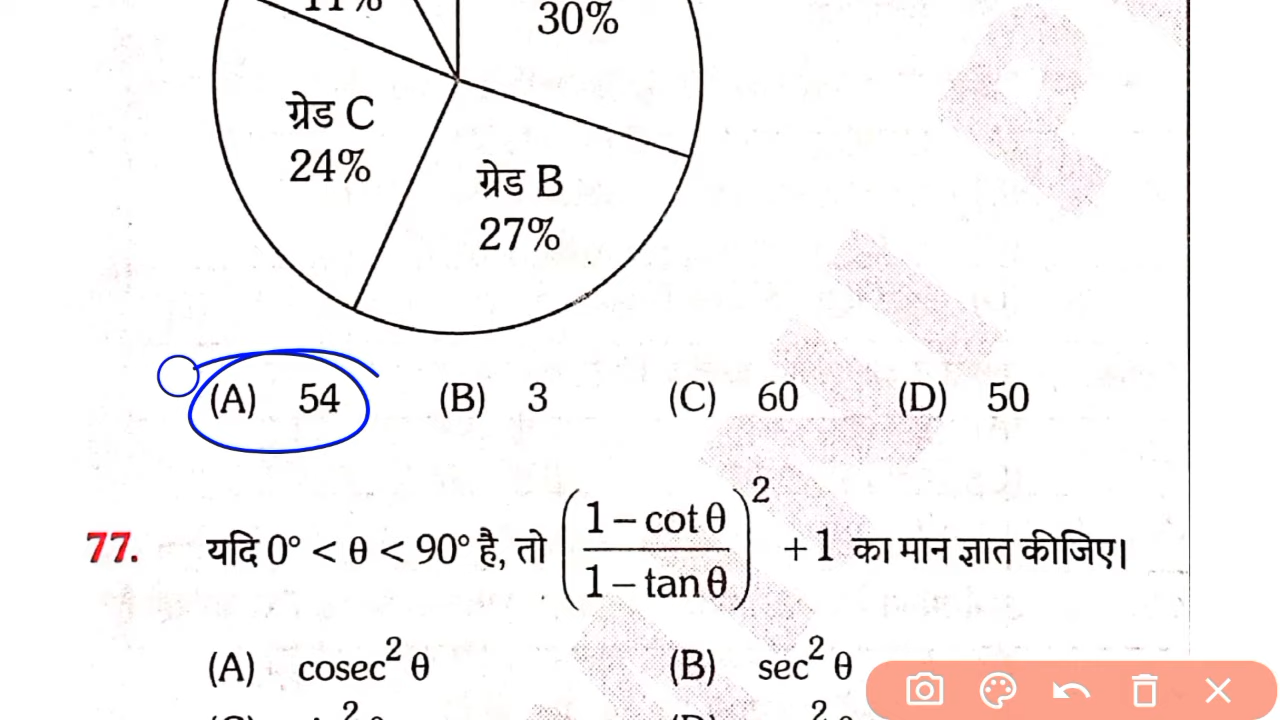 11%
30%
ग्रेड C
24%
ग्रेड B
27%
(A) 54 (B) 3 (C) 60 (D) 50
77. यदि 0° < θ < 90° है, तो ((1 – cot θ)/(1 – tan θ))² + 1 का मान ज्ञात कीजिए।
(A) cosec² θ (B) sec² θ